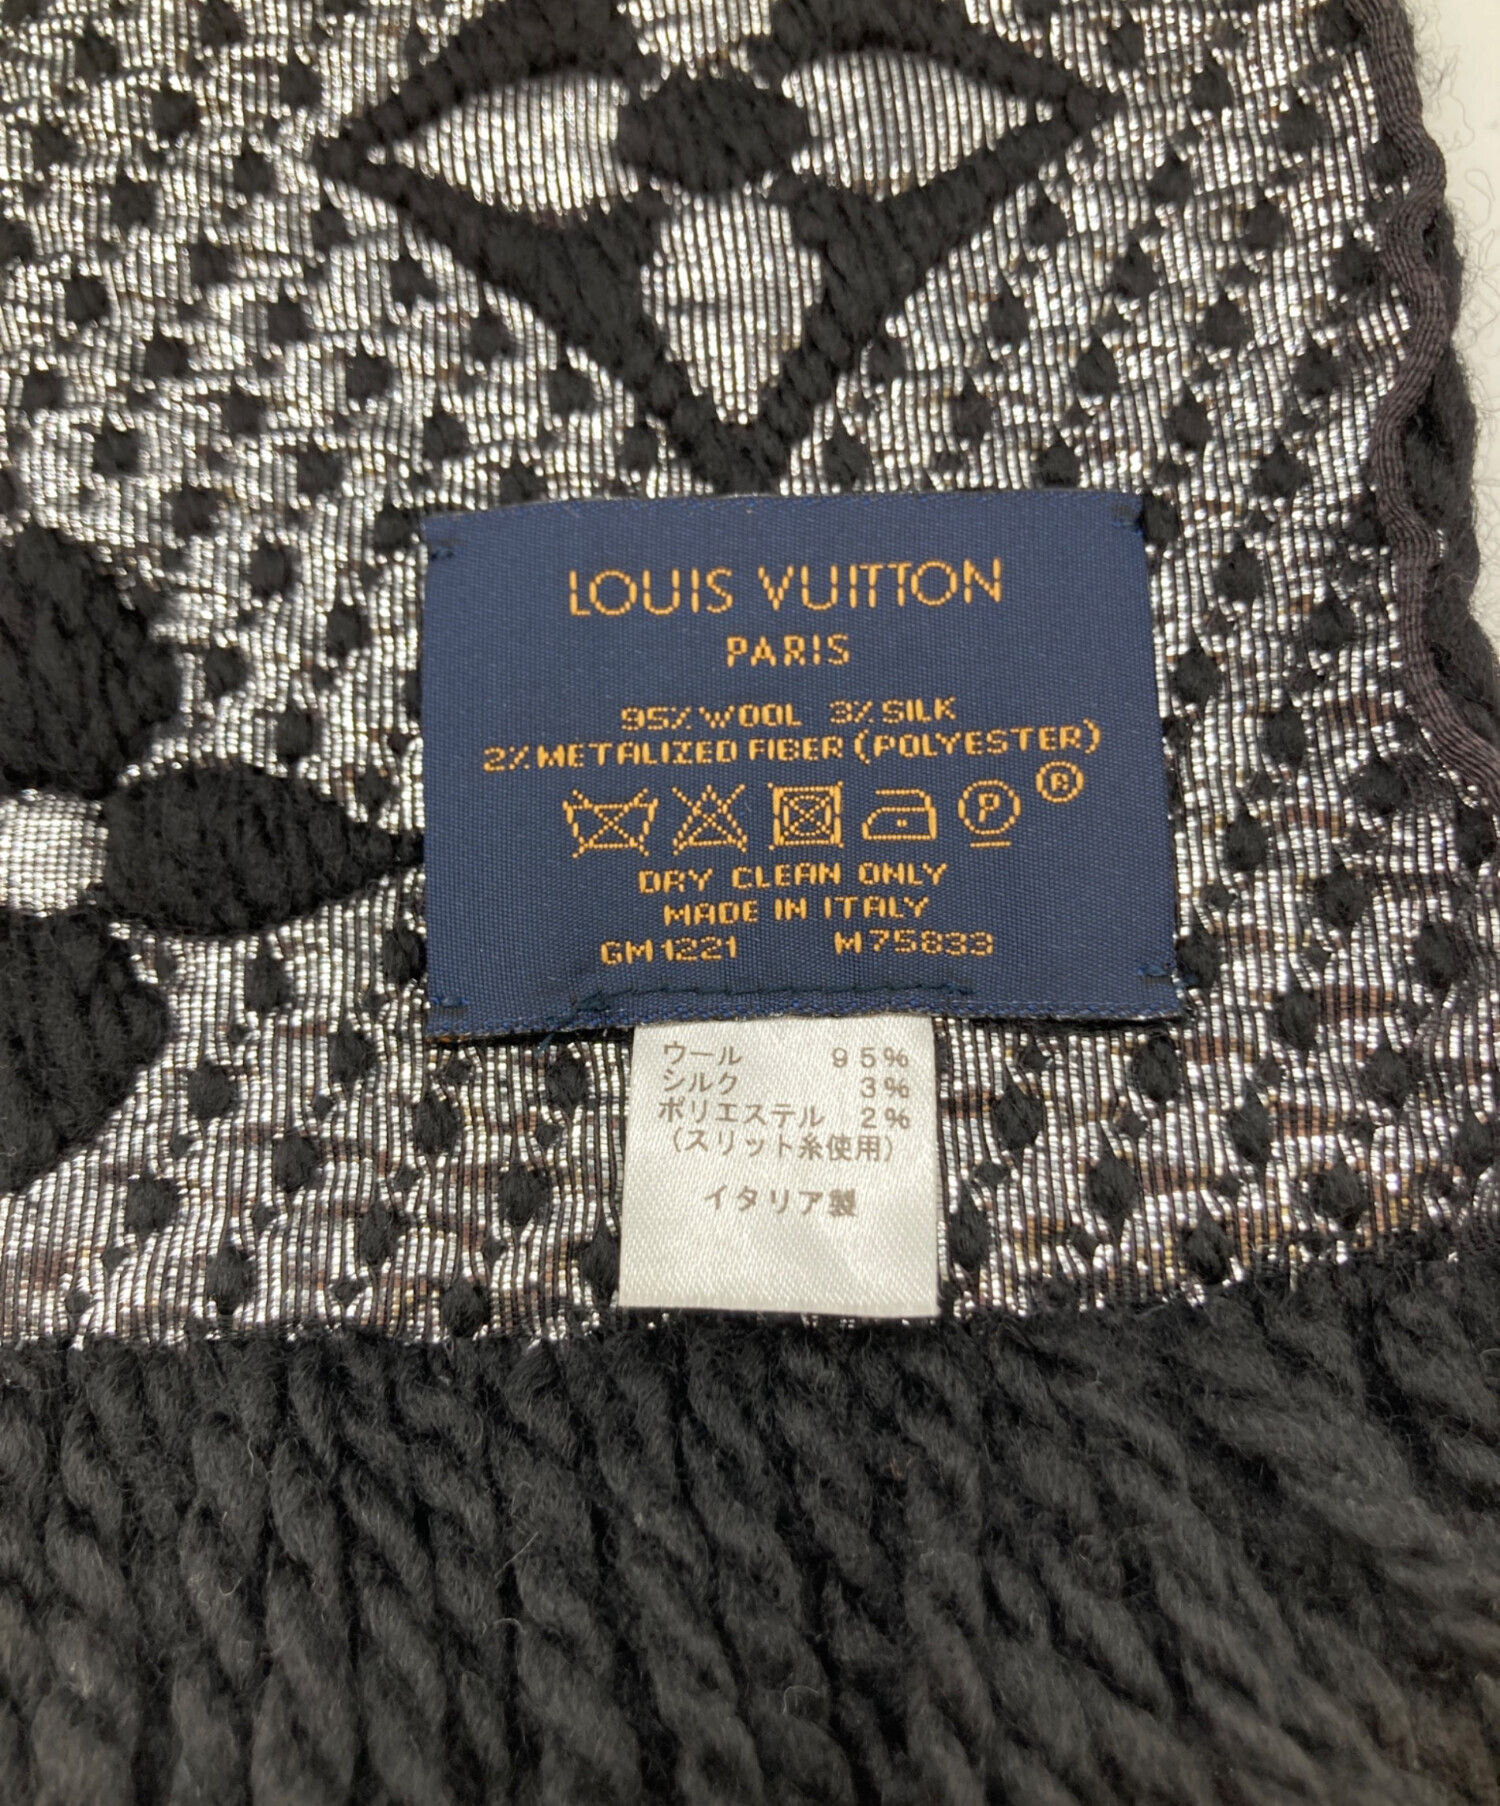 LOUIS VUITTON
PARIS
95% WOOL 3% SILK
2% METALIZED FIBER (POLYESTER) ®
P
DRY CLEAN ONLY
MADE IN ITALY
GM1221 M75833
ウール 95%
シルク 3%
ポリエステル 2%
(スリット糸使用)
イタリア製